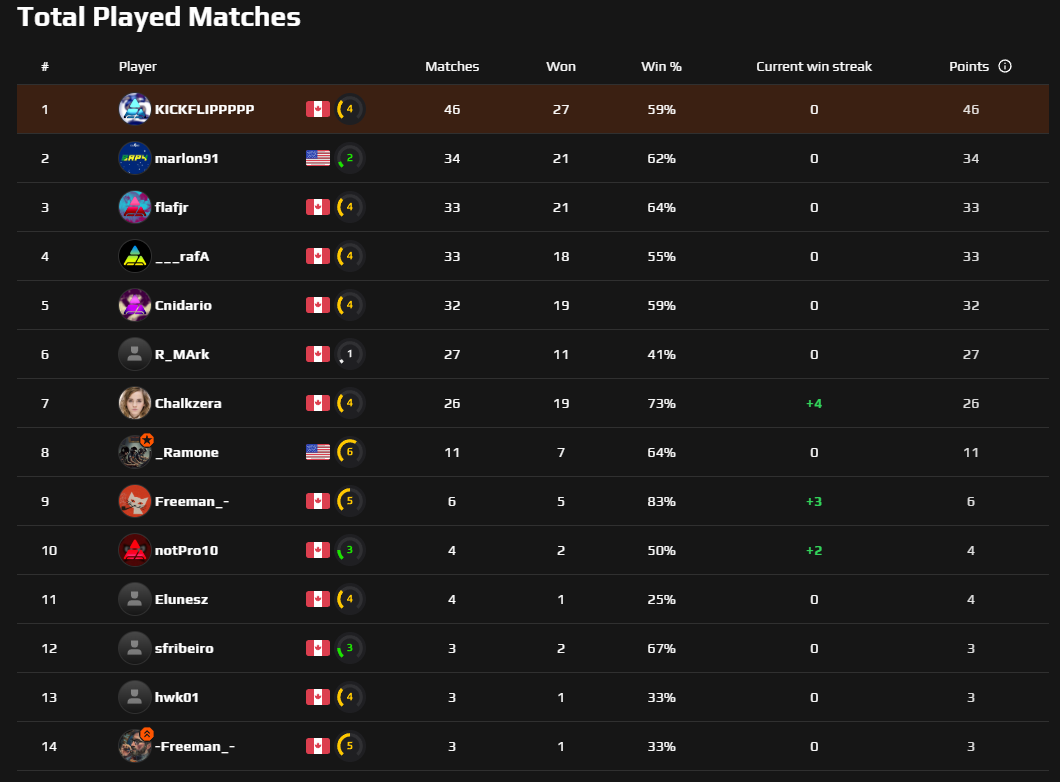 Total Played Matches
# Player Matches Won Win % Current win streak Points
1 KICKFLIPPPPP 4 46 27 59% 0 46
2 marlon91 2 34 21 62% 0 34
3 flafjr 4 33 21 64% 0 33
4 ___rafA 4 33 18 55% 0 33
5 Cnidario 4 32 19 59% 0 32
6 R_MArk 1 27 11 41% 0 27
7 Chalkzera 4 26 19 73% +4 26
8 _Ramone 6 11 7 64% 0 11
9 Freeman_- 5 6 5 83% +3 6
10 notPro10 3 4 2 50% +2 4
11 Elunesz 4 4 1 25% 0 4
12 sfribeiro 3 3 2 67% 0 3
13 hwk01 4 3 1 33% 0 3
14 -Freeman_- 5 3 1 33% 0 3